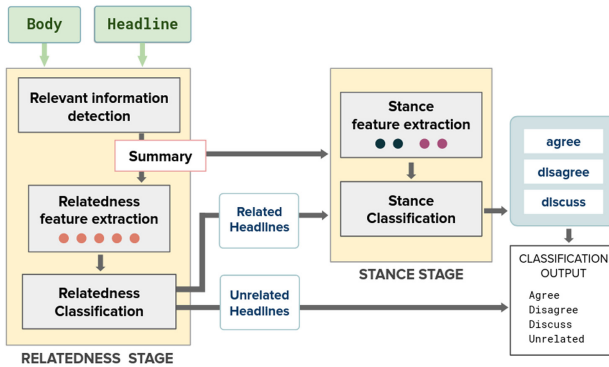 Body
Headline
Relevant information
detection
Summary
Relatedness
feature extraction
Relatedness
Classification
RELATEDNESS STAGE
Related
Headlines
Unrelated
Headlines
Stance
feature extraction
Stance
Classification
STANCE STAGE
agree
disagree
discuss
CLASSIFICATION
OUTPUT
Agree
Disagree
Discuss
Unrelated